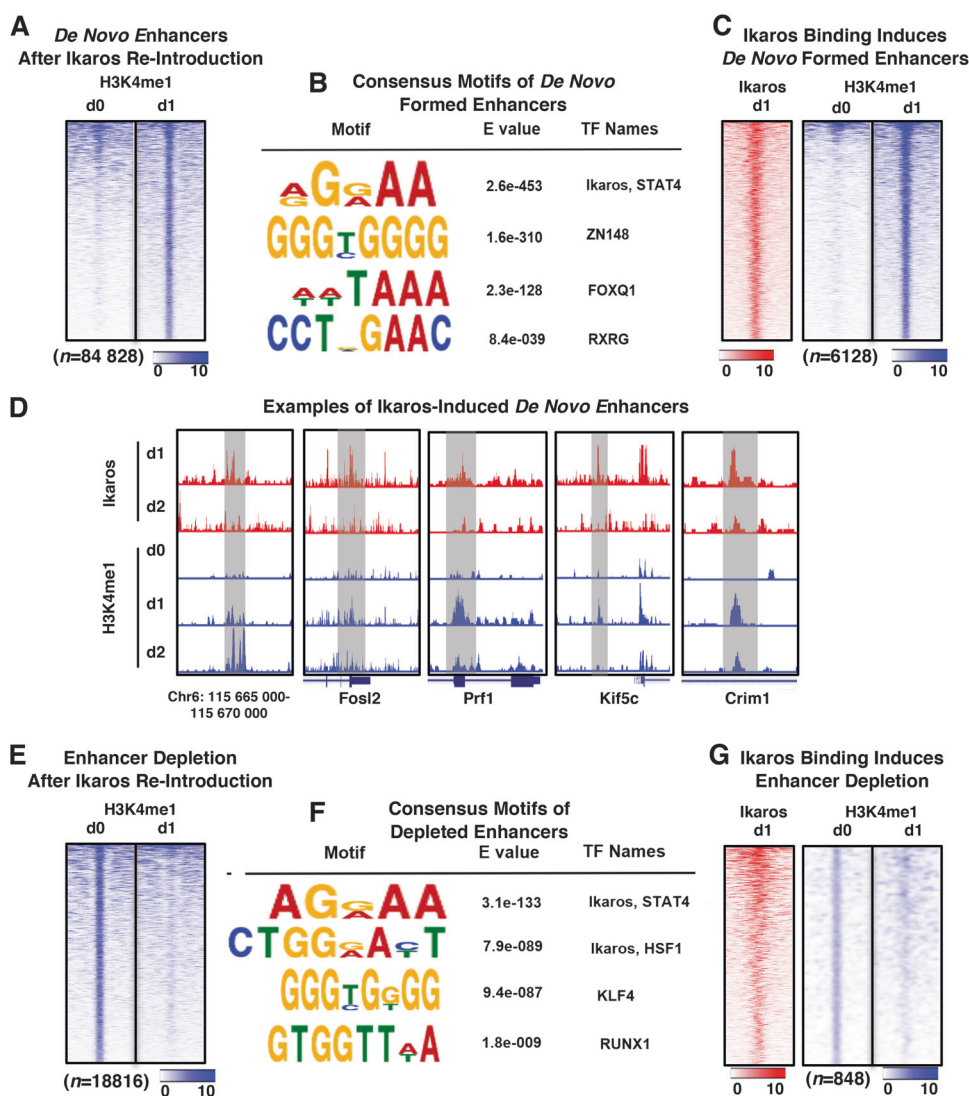 A
De Novo Enhancers
After Ikaros Re-Introduction
H3K4me1
d0 d1
(n=84 828)
0 10
B
Consensus Motifs of De Novo
Formed Enhancers
Motif E value TF Names
2.6e-453 Ikaros, STAT4
1.6e-310 ZN148
2.3e-128 FOXQ1
8.4e-039 RXRG
C
Ikaros Binding Induces
De Novo Formed Enhancers
Ikaros H3K4me1
d1 d0 d1
(n=6128)
0 10 0 10
D
Examples of Ikaros-Induced De Novo Enhancers
Ikaros
d1
d2
H3K4me1
d0
d1
d2
Chr6: 115 665 000-
115 670 000
Fosl2
Prf1
Kif5c
Crim1
E
Enhancer Depletion
After Ikaros Re-Introduction
H3K4me1
d0 d1
(n=18816)
0 10
F
Consensus Motifs of
Depleted Enhancers
Motif E value TF Names
3.1e-133 Ikaros, STAT4
7.9e-089 Ikaros, HSF1
9.4e-087 KLF4
1.8e-009 RUNX1
G
Ikaros Binding Induces
Enhancer Depletion
Ikaros H3K4me1
d1 d0 d1
(n=848)
0 10 0 10